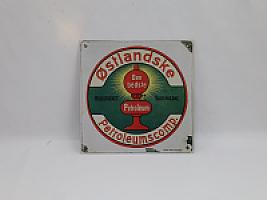 Østlandske
Den
bedste
Petroleum
Petroleumscomp.